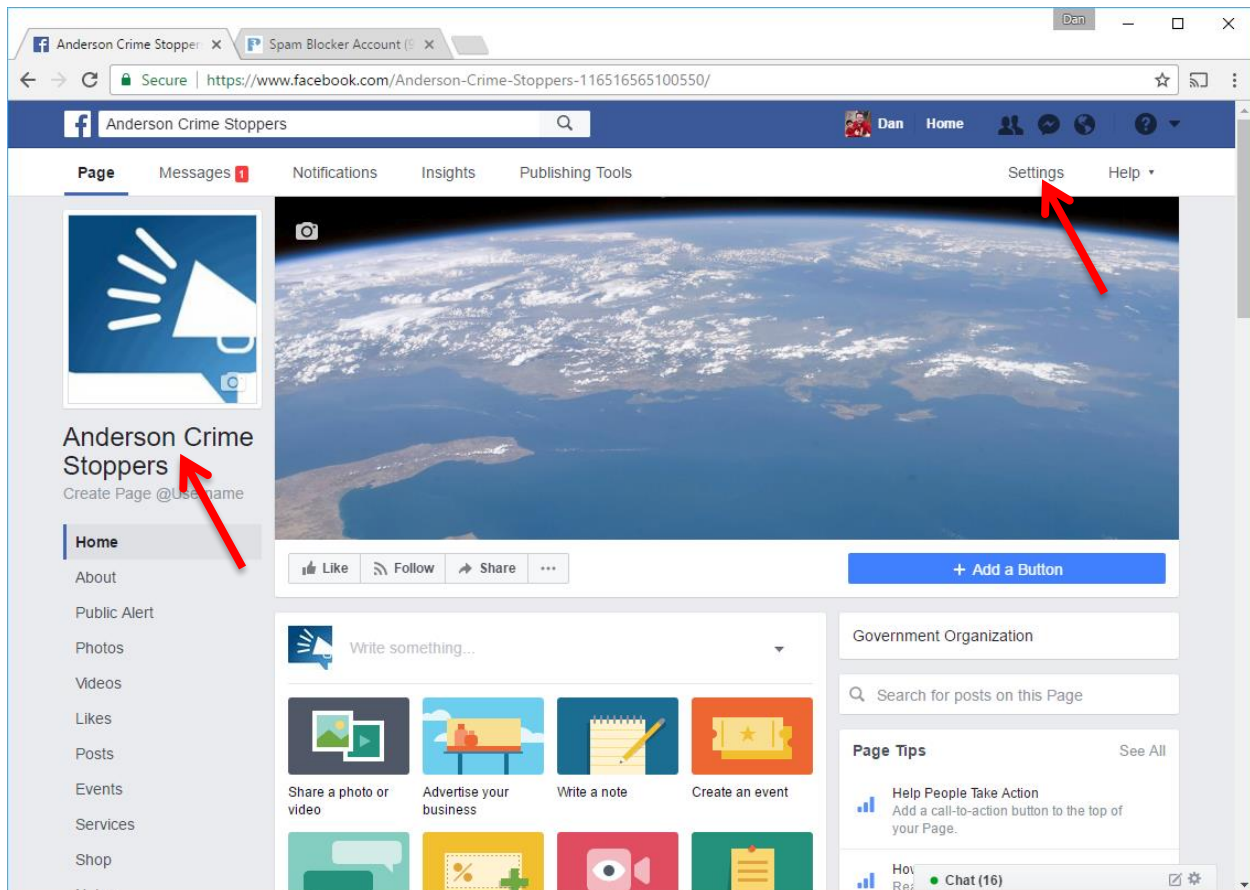 Dan
Anderson Crime Stopper
Spam Blocker Account (
Secure | https://www.facebook.com/Anderson-Crime-Stoppers-116516565100550/
Anderson Crime Stoppers
Dan Home
Page Messages 1 Notifications Insights Publishing Tools Settings Help
Anderson Crime
Stoppers
Create Page @Username
Home
About
Public Alert
Photos
Videos
Likes
Posts
Events
Services
Shop
Like Follow Share ...
+ Add a Button
Write something...
Share a photo or
video
Advertise your
business
Write a note
Create an event
Government Organization
Search for posts on this Page
Page Tips See All
Help People Take Action
Add a call-to-action button to the top of
your Page.
Chat (16)